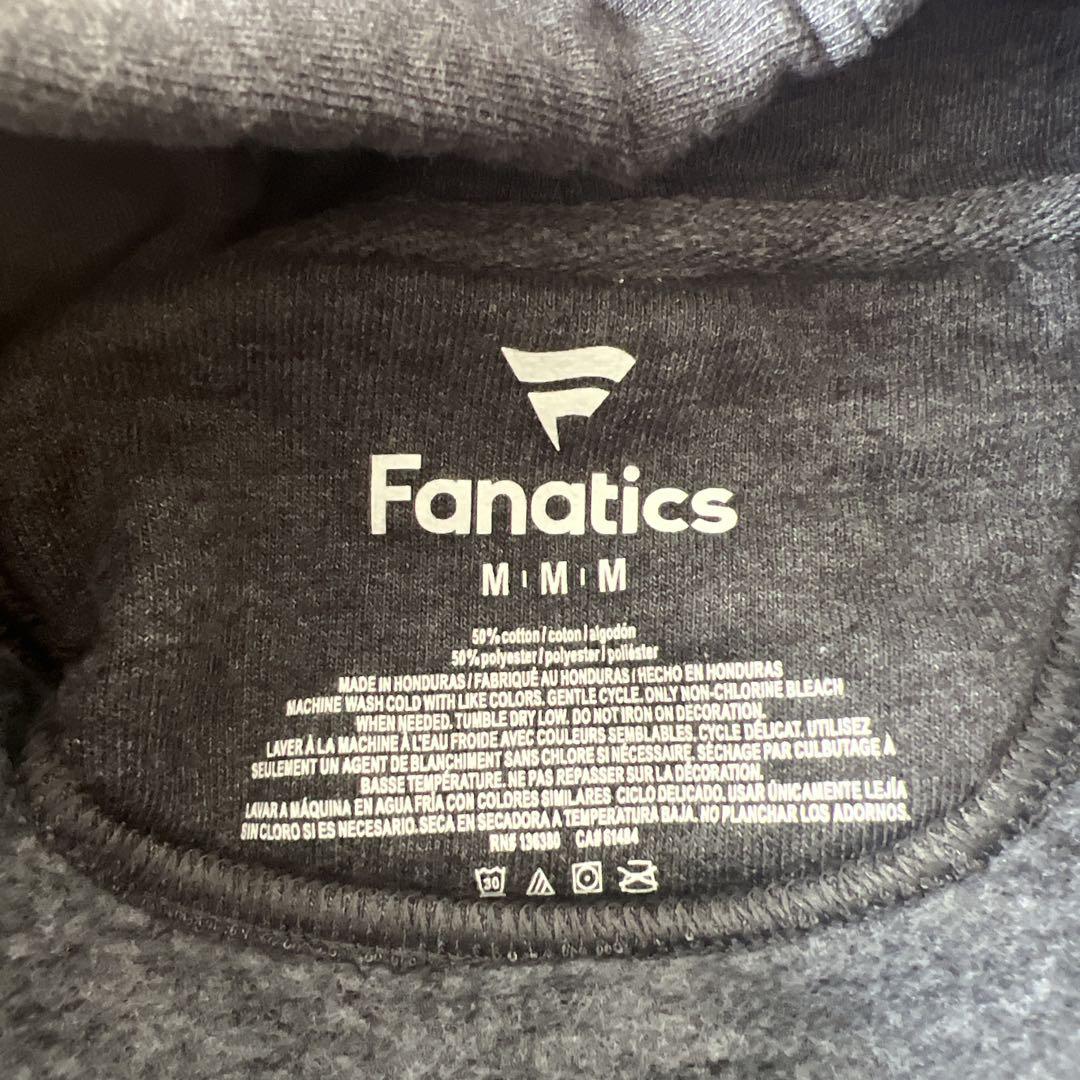 Fanatics
M | M | M
50% cotton / coton / algodón
50% polyester / polyester / poliéster
MADE IN HONDURAS / FABRIQUÉ AU HONDURAS / HECHO EN HONDURAS
MACHINE WASH COLD WITH LIKE COLORS. GENTLE CYCLE. ONLY NON-CHLORINE BLEACH
WHEN NEEDED. TUMBLE DRY LOW. DO NOT IRON ON DECORATION.
LAVER À LA MACHINE À L'EAU FROIDE AVEC COULEURS SEMBLABLES. CYCLE DÉLICAT. UTILISEZ
SEULEMENT UN AGENT DE BLANCHIMENT SANS CHLORE SI NÉCESSAIRE. SÉCHAGE PAR CULBUTAGE À
BASSE TEMPÉRATURE. NE PAS REPASSER SUR LA DÉCORATION.
LAVAR A MÁQUINA EN AGUA FRÍA CON COLORES SIMILARES. CICLO DELICADO. USAR ÚNICAMENTE LEJÍA
SIN CLORO SI ES NECESARIO. SECA EN SECADORA A TEMPERATURA BAJA. NO PLANCHAR LOS ADORNOS.
RN# 136380 CA# 61484
30